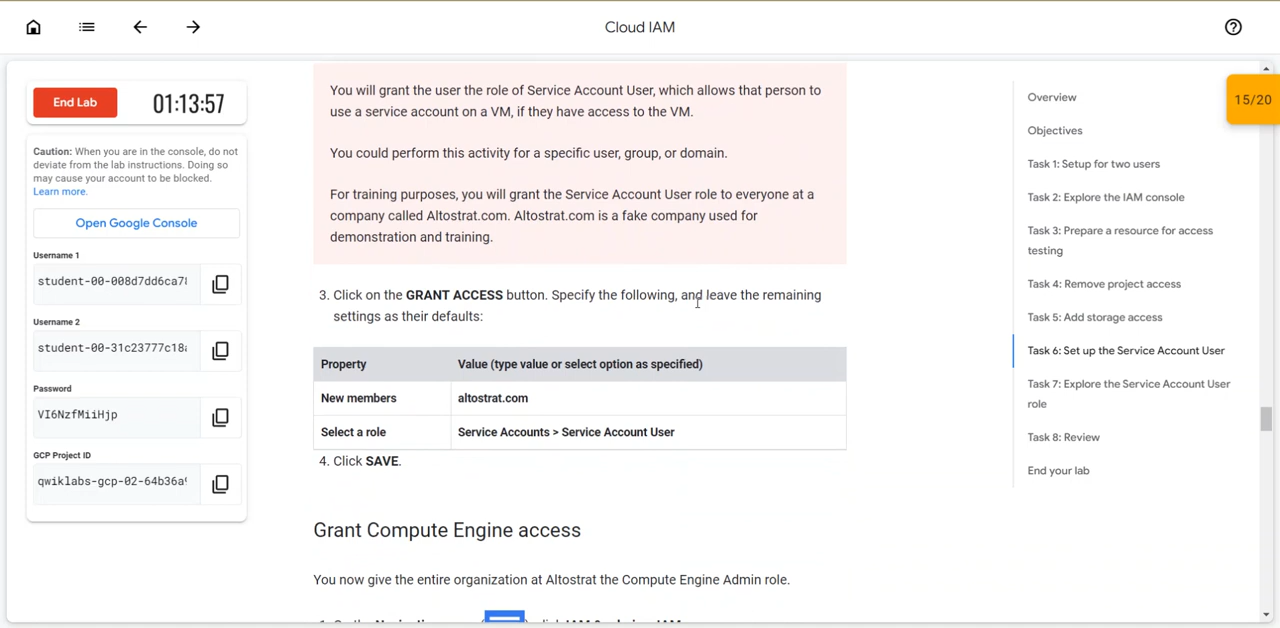 Cloud IAM
End Lab
01:13:57
Caution: When you are in the console, do not
deviate from the lab instructions. Doing so
may cause your account to be blocked.
Learn more.
Open Google Console
Username 1
student-00-008d7dd6ca7
Username 2
student-00-31c23777c18
Password
VI6NzfMiiHjp
GCP Project ID
qwiklabs-gcp-02-64b36a
You will grant the user the role of Service Account User, which allows that person to
use a service account on a VM, if they have access to the VM.
You could perform this activity for a specific user, group, or domain.
For training purposes, you will grant the Service Account User role to everyone at a
company called Altostrat.com. Altostrat.com is a fake company used for
demonstration and training.
3. Click on the GRANT ACCESS button. Specify the following, and leave the remaining
settings as their defaults:
Property Value (type value or select option as specified)
New members altostrat.com
Select a role Service Accounts > Service Account User
4. Click SAVE.
Grant Compute Engine access
You now give the entire organization at Altostrat the Compute Engine Admin role.
Overview
Objectives
Task 1: Setup for two users
Task 2: Explore the IAM console
Task 3: Prepare a resource for access
testing
Task 4: Remove project access
Task 5: Add storage access
Task 6: Set up the Service Account User
Task 7: Explore the Service Account User
role
Task 8: Review
End your lab
15/20